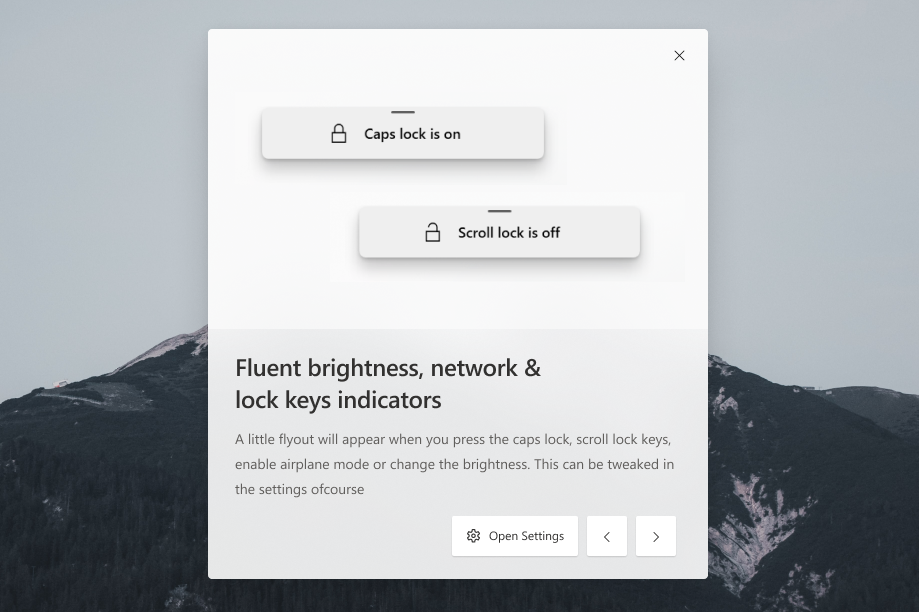 Caps lock is on
Scroll lock is off
Fluent brightness, network &
lock keys indicators
A little flyout will appear when you press the caps lock, scroll lock keys,
enable airplane mode or change the brightness. This can be tweaked in
the settings ofcourse
Open Settings